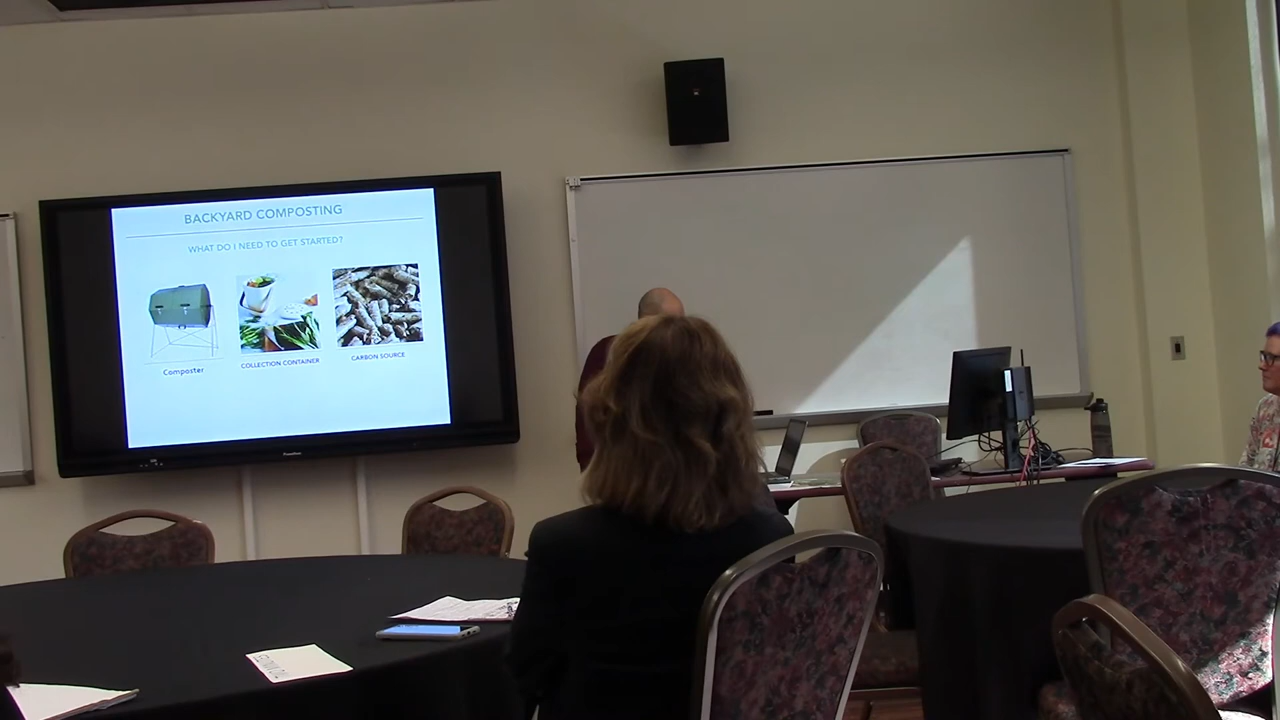 BACKYARD COMPOSTING
WHAT DO I NEED TO GET STARTED?
Composter
COLLECTION CONTAINER
CARBON SOURCE